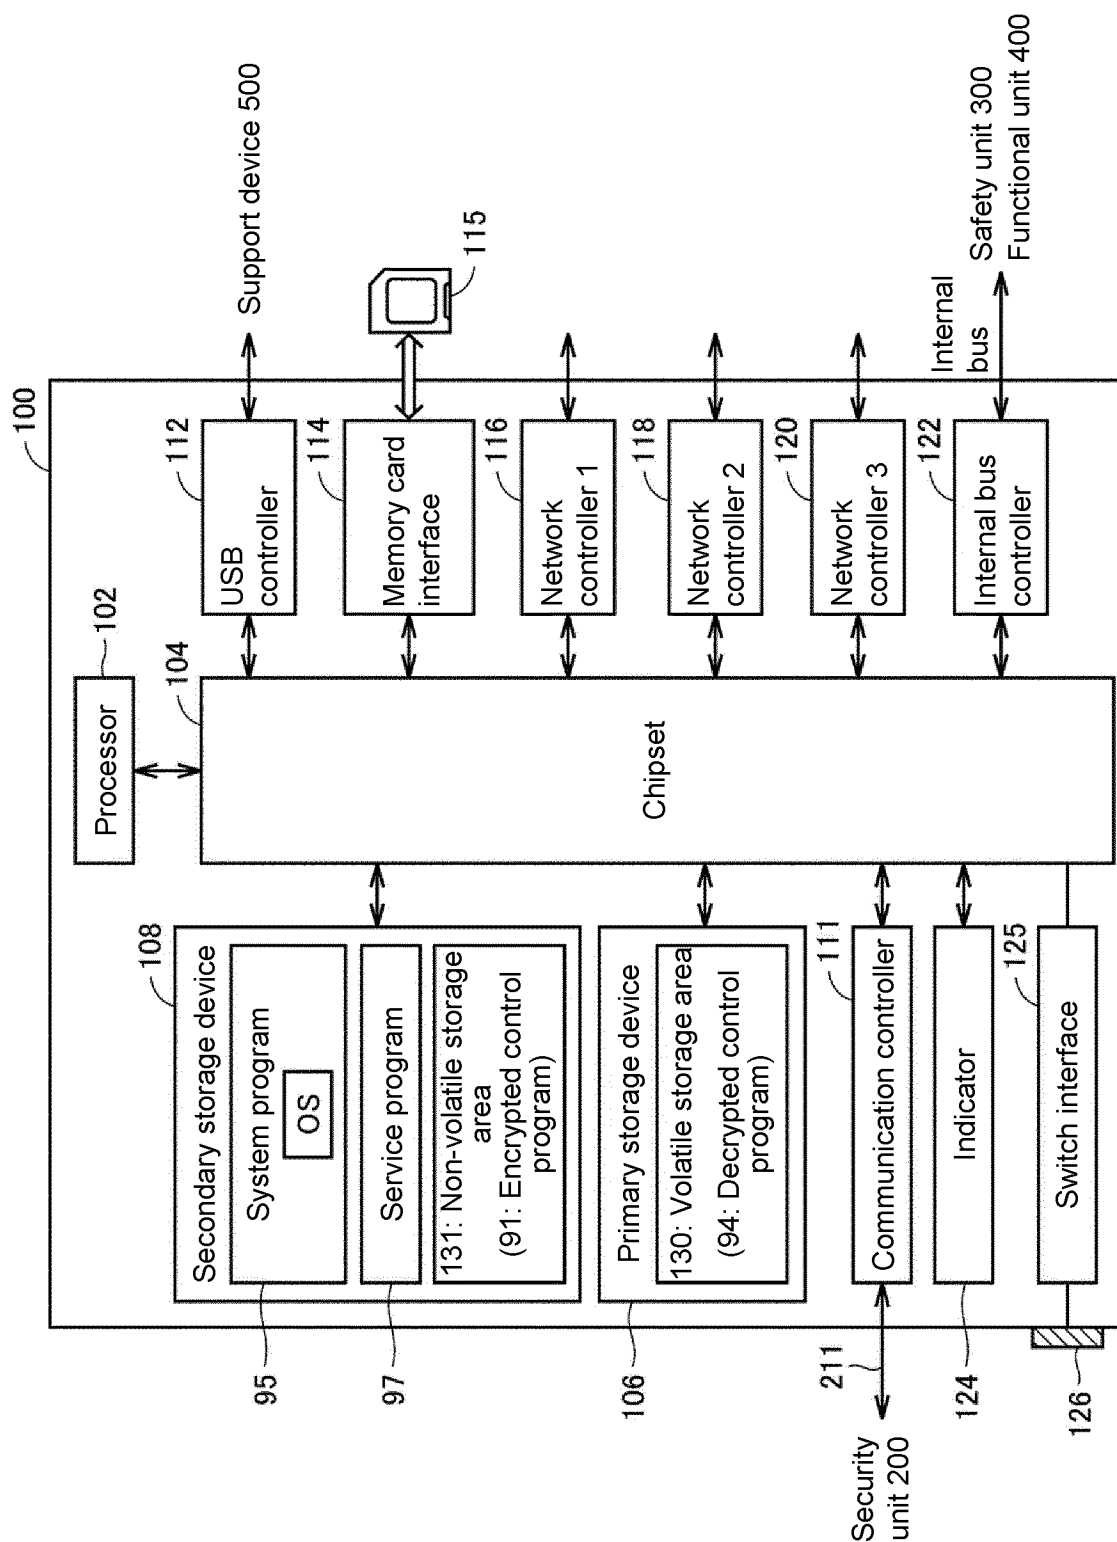 100
Processor
102
Chipset
104
108
Secondary storage device
System program
OS
Service program
131: Non-volatile storage
area
(91: Encrypted control
program)
95
97
Primary storage device
130: Volatile storage area
(94: Decrypted control
program)
106
111
Communication controller
211
Security
unit 200
Indicator
124
125
Switch interface
126
112
USB
controller
Support device 500
114
Memory card
interface
115
116
Network
controller 1
118
Network
controller 2
120
Network
controller 3
122
Internal bus
controller
Internal
bus
Safety unit 300
Functional unit 400